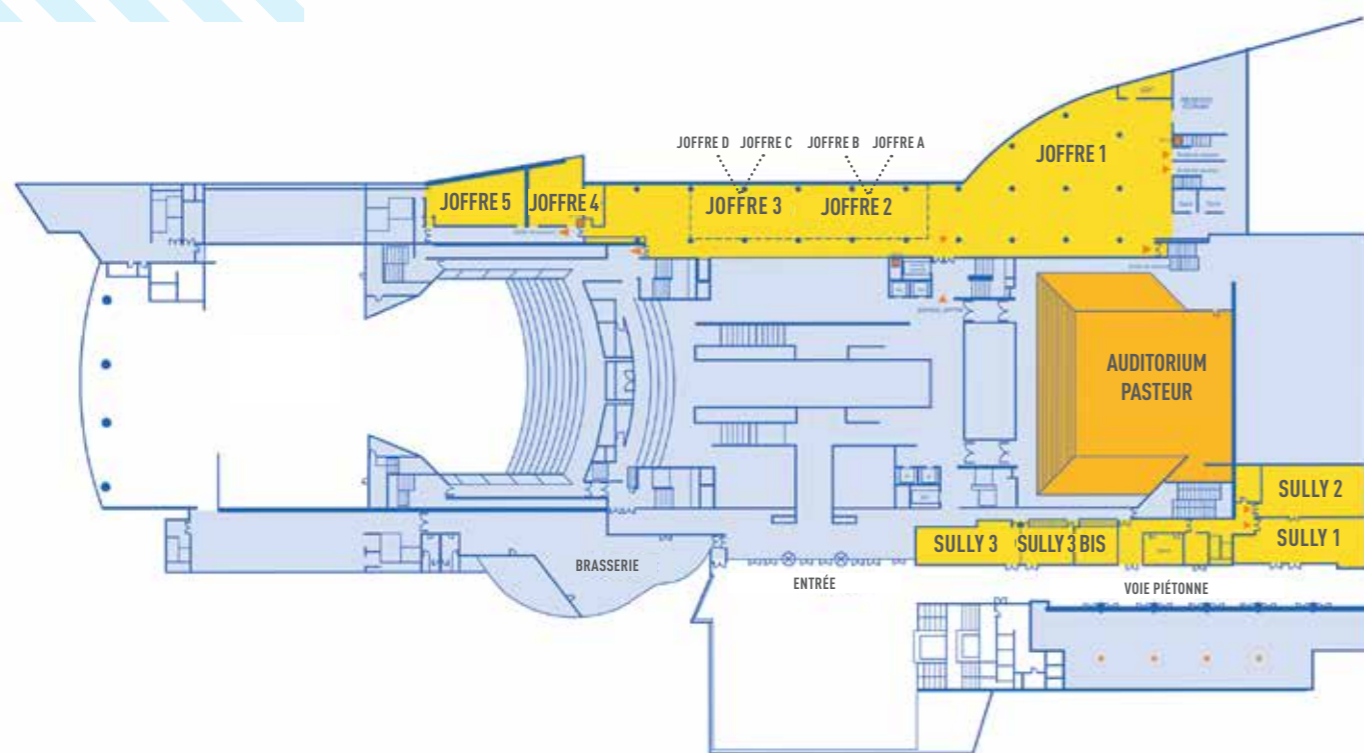 JOFFRE D
JOFFRE C
JOFFRE B
JOFFRE A
JOFFRE 1
JOFFRE 5
JOFFRE 4
JOFFRE 3
JOFFRE 2
AUDITORIUM
PASTEUR
SULLY 2
SULLY 3
SULLY 3 BIS
SULLY 1
BRASSERIE
ENTRÉE
VOIE PIÉTONNE